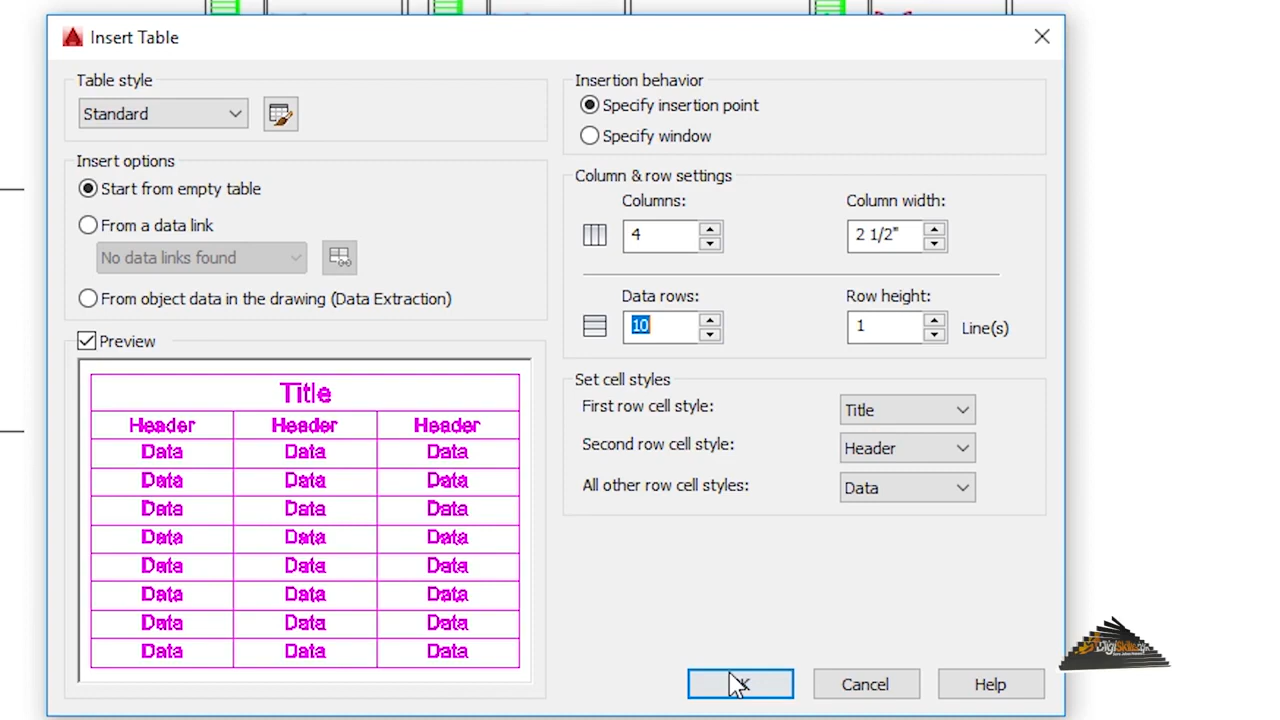 Insert Table
Table style
Standard
Insert options
Start from empty table
From a data link
No data links found
From object data in the drawing (Data Extraction)
Preview
Title
Header Header Header
Data Data Data
Data Data Data
Data Data Data
Data Data Data
Data Data Data
Data Data Data
Data Data Data
Data Data Data
Insertion behavior
Specify insertion point
Specify window
Column & row settings
Columns: Column width:
4 2 1/2"
Data rows: Row height:
10 1 Line(s)
Set cell styles
First row cell style: Title
Second row cell style: Header
All other row cell styles: Data
Cancel Help